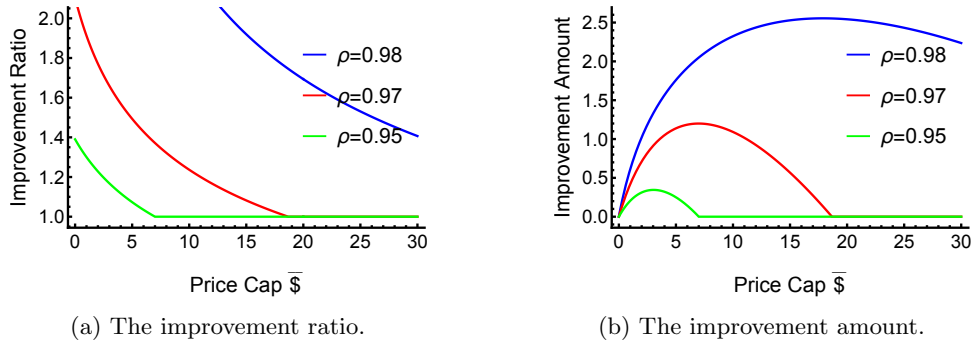 Improvement Ratio
2.0
1.8
1.6
1.4
1.2
1.0
0 5 10 15 20 25 30
ρ=0.98
ρ=0.97
ρ=0.95
Price Cap $̅
(a) The improvement ratio.
Improvement Amount
2.5
2.0
1.5
1.0
0.5
0.0
0 5 10 15 20 25 30
ρ=0.98
ρ=0.97
ρ=0.95
Price Cap $̅
(b) The improvement amount.